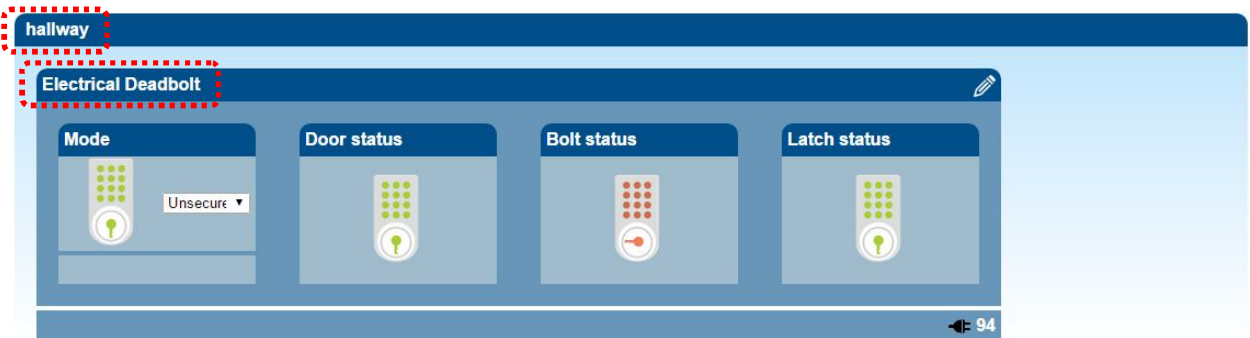 hallway
Electrical Deadbolt
Mode
Door status
Bolt status
Latch status
Unsecure
94